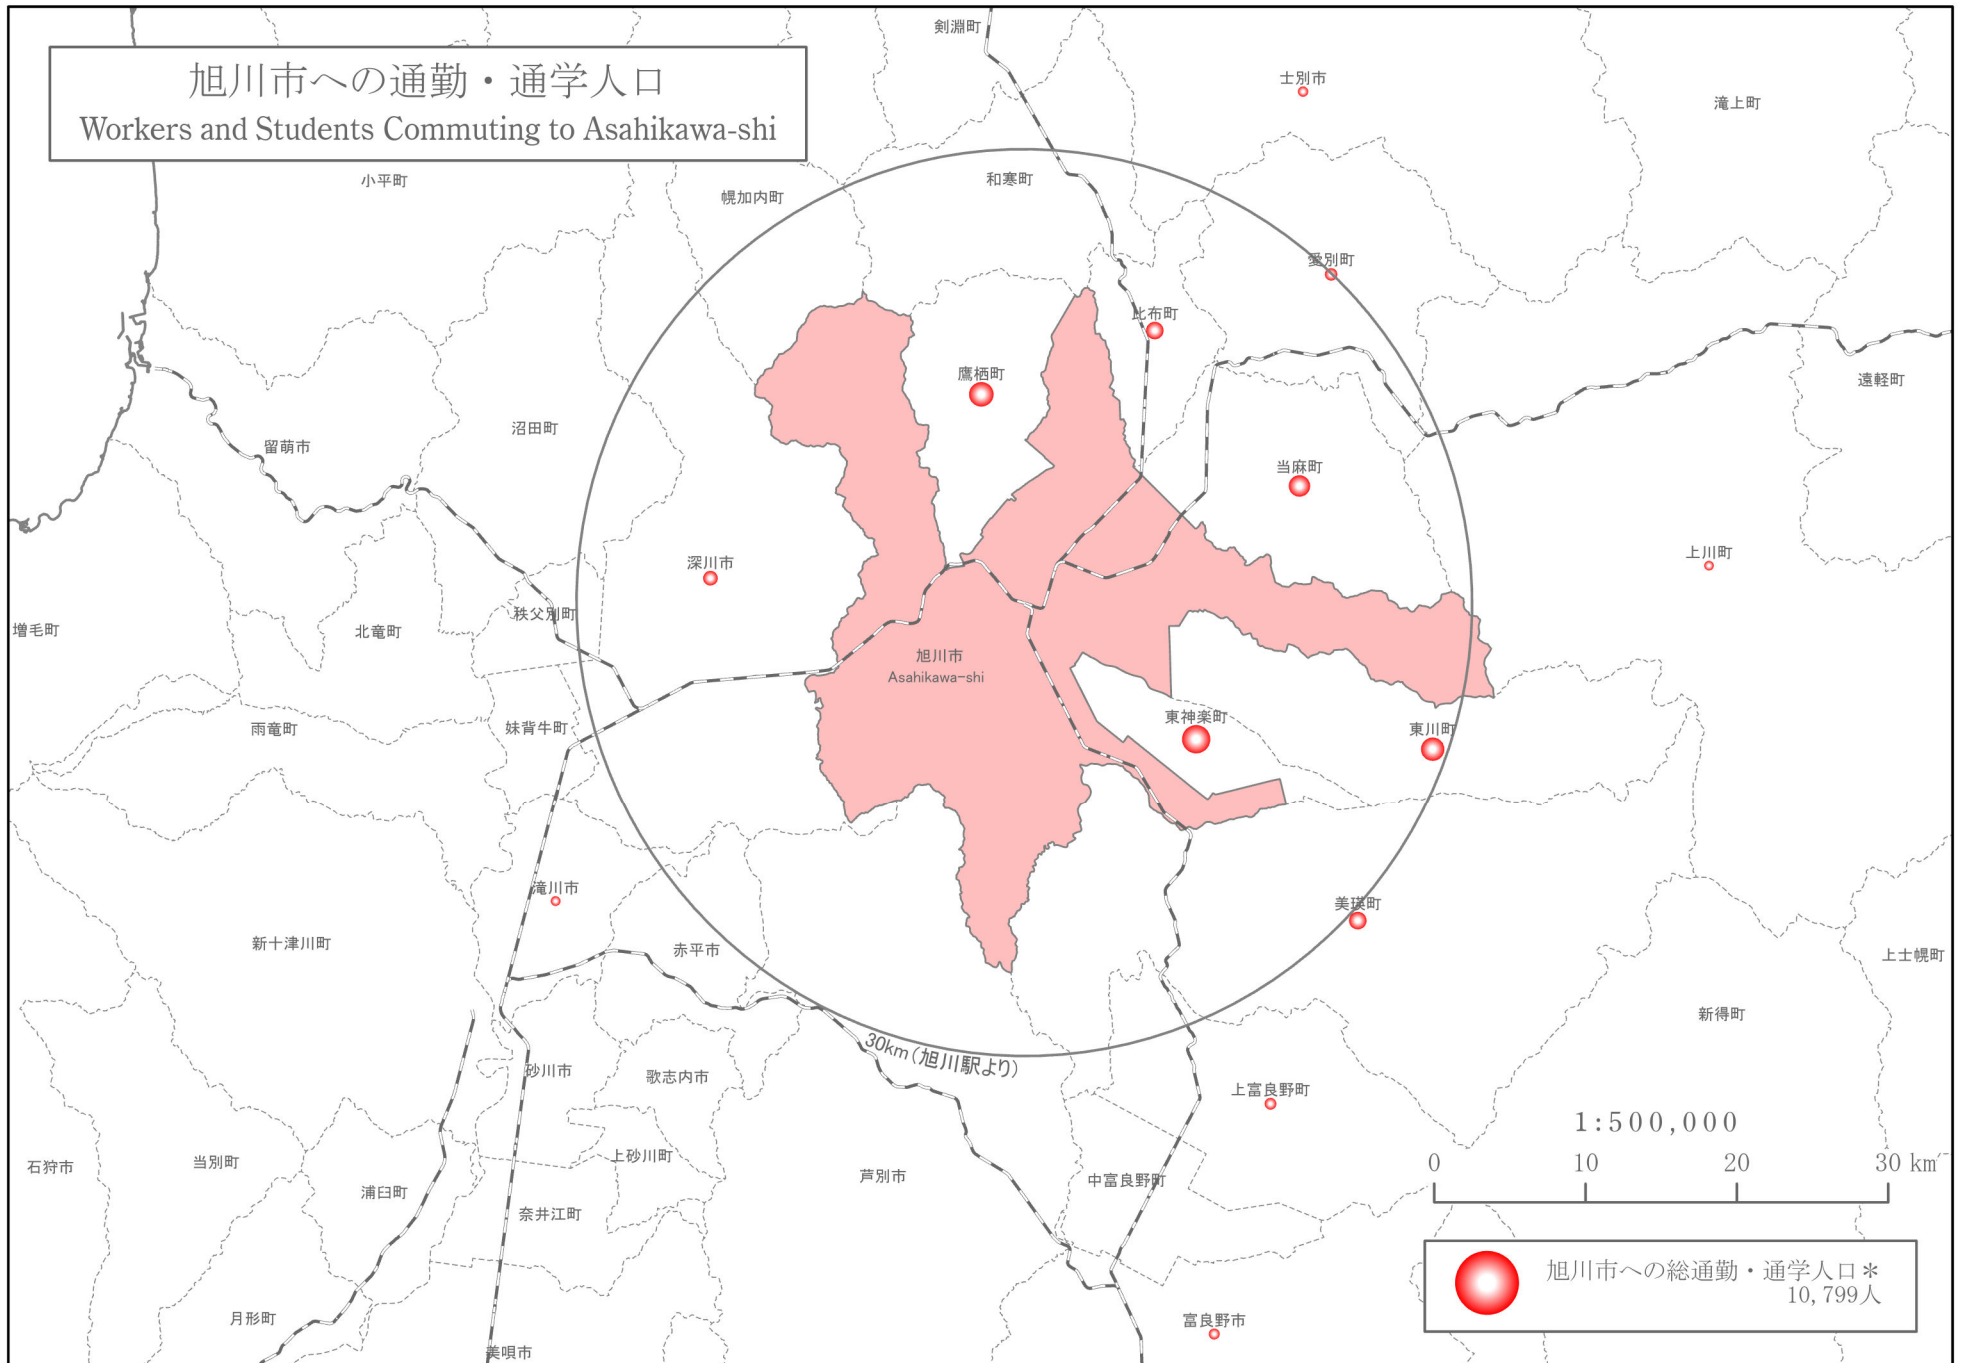 旭川市への通勤・通学人口
Workers and Students Commuting to Asahikawa-shi
剣淵町
士別市
滝上町
小平町
幌加内町
和寒町
愛別町
比布町
鷹栖町
遠軽町
沼田町
留萌市
当麻町
上川町
深川市
秩父別町
増毛町
北竜町
旭川市
Asahikawa-shi
東神楽町
東川町
雨竜町
妹背牛町
滝川市
美瑛町
新十津川町
赤平市
上士幌町
新得町
30km(旭川駅より)
砂川市
歌志内市
上富良野町
1:500,000
0 10 20 30 km
石狩市
当別町
上砂川町
芦別市
中富良野町
浦臼町
奈井江町
旭川市への総通勤・通学人口*
10,799人
月形町
富良野市
美唄市